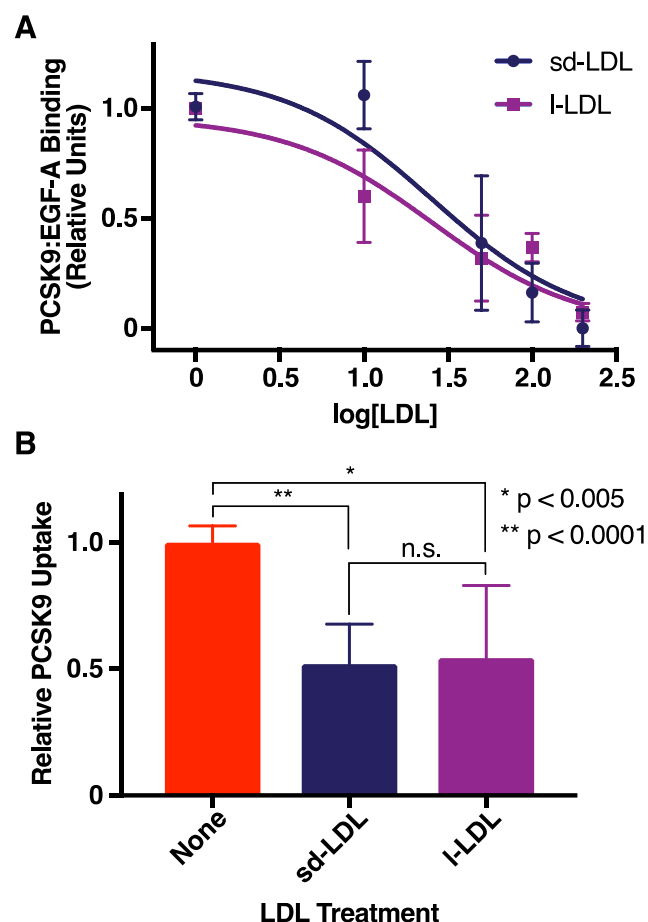 A
PCSK9:EGF-A Binding
(Relative Units)
1.0
0.5
0
sd-LDL
l-LDL
0 0.5 1.0 1.5 2.0 2.5
log[LDL]
B
Relative PCSK9 Uptake
1.0
0.5
0
*
**
n.s.
* p < 0.005
** p < 0.0001
None sd-LDL l-LDL
LDL Treatment